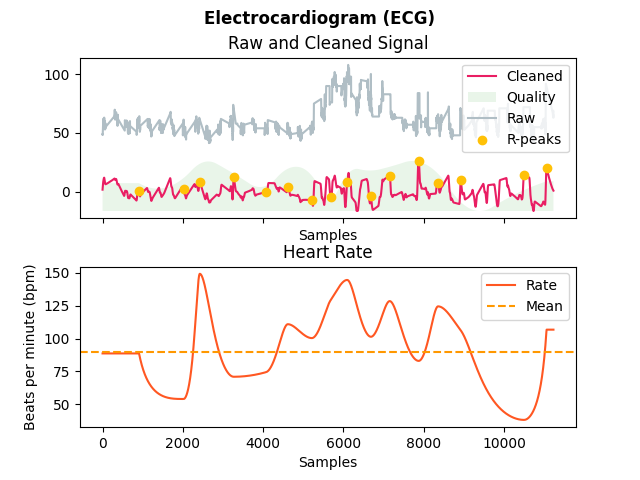 Electrocardiogram (ECG)
Raw and Cleaned Signal
100
50
0
Cleaned
Quality
Raw
R-peaks
Samples
Heart Rate
Beats per minute (bpm)
150
125
100
75
50
Rate
Mean
0 2000 4000 6000 8000 10000
Samples